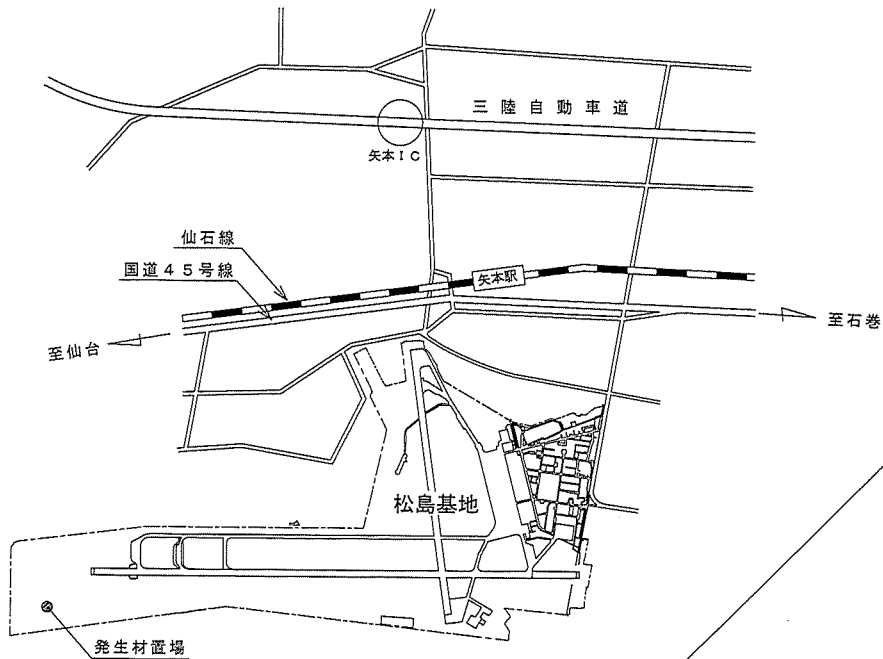 三陸自動車道
矢本IC
仙石線
国道45号線
矢本駅
至仙台
至石巻
松島基地
発生材置場